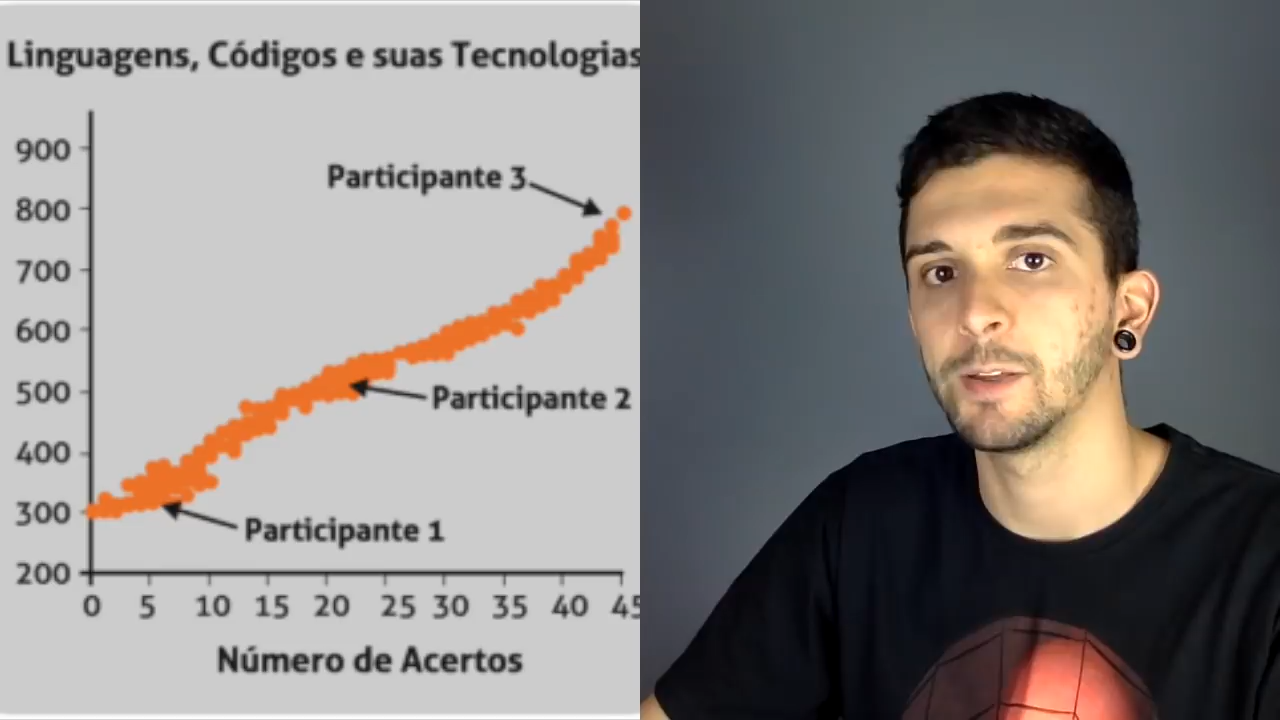 Linguagens, Códigos e suas Tecnologias
900
Participante 3
800
700
600
500
Participante 2
400
300
Participante 1
200
0 5 10 15 20 25 30 35 40 45
Número de Acertos